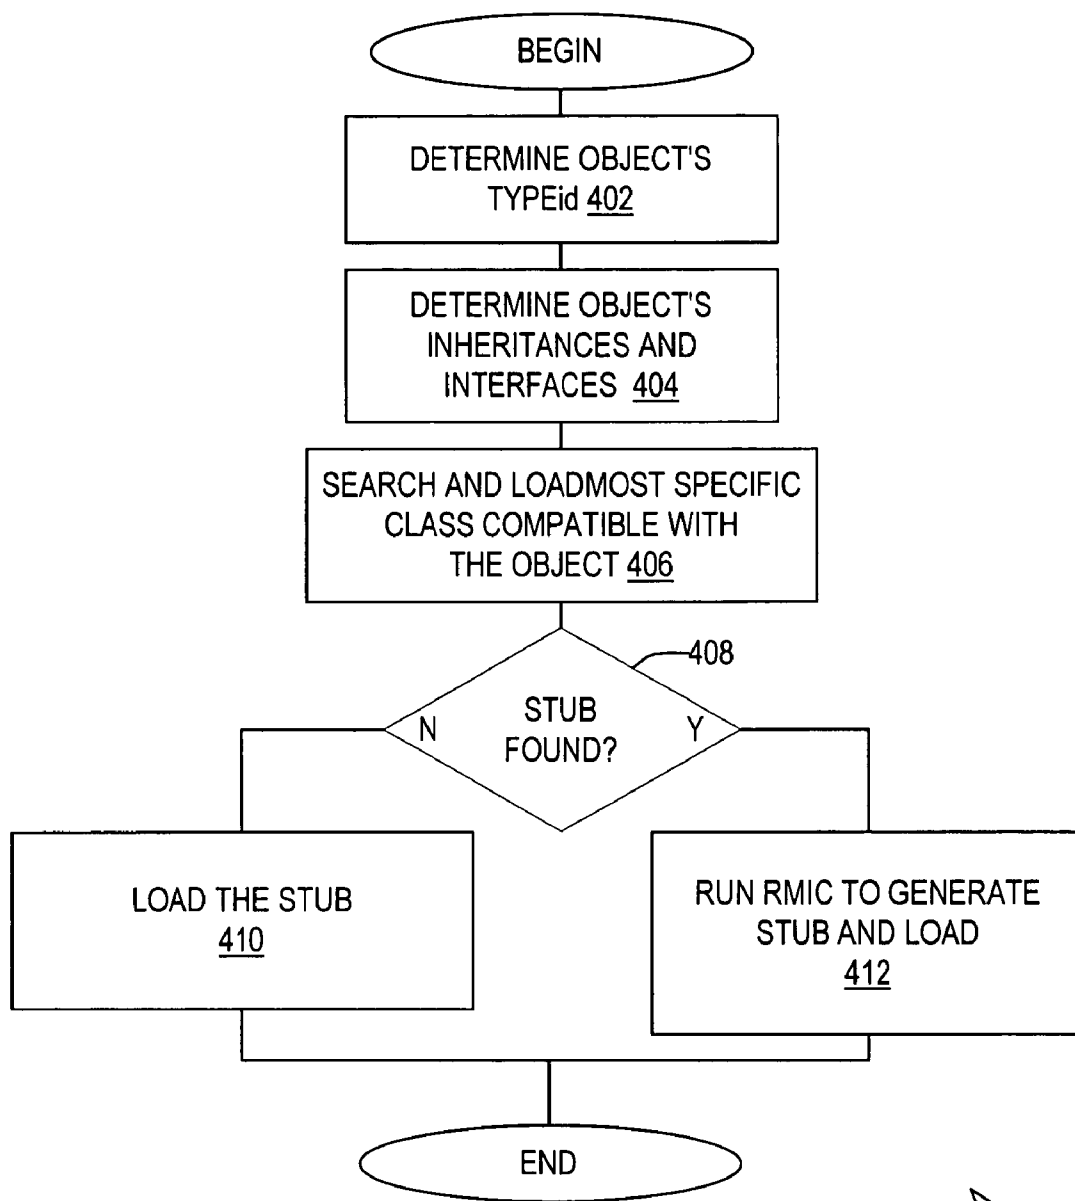 BEGIN
DETERMINE OBJECT'S
TYPEid 402
DETERMINE OBJECT'S
INHERITANCES AND
INTERFACES 404
SEARCH AND LOADMOST SPECIFIC
CLASS COMPATIBLE WITH
THE OBJECT 406
408
N
STUB
FOUND?
Y
LOAD THE STUB
410
RUN RMIC TO GENERATE
STUB AND LOAD
412
END